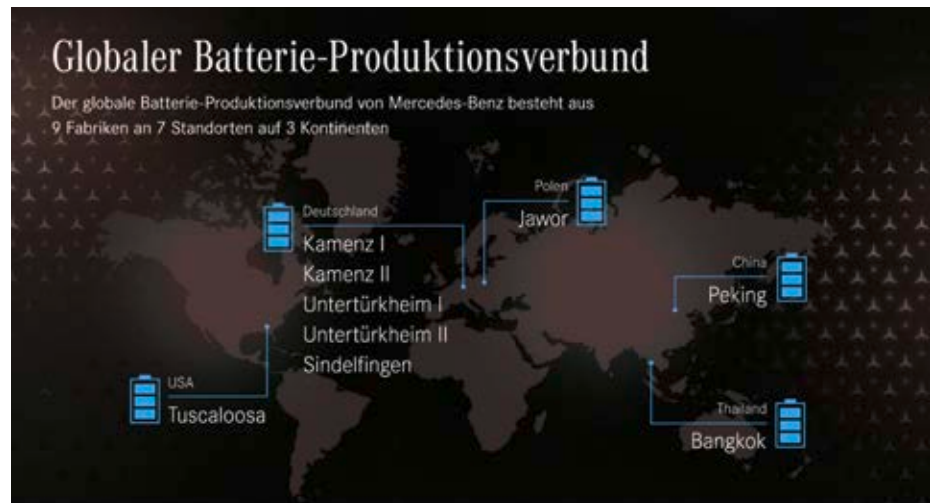 Globaler Batterie-Produktionsverbund
Der globale Batterie-Produktionsverbund von Mercedes-Benz besteht aus
9 Fabriken an 7 Standorten auf 3 Kontinenten
Deutschland
Kamenz I
Kamenz II
Untertürkheim I
Untertürkheim II
Sindelfingen
Polen
Jawor
China
Peking
USA
Tuscaloosa
Thailand
Bangkok